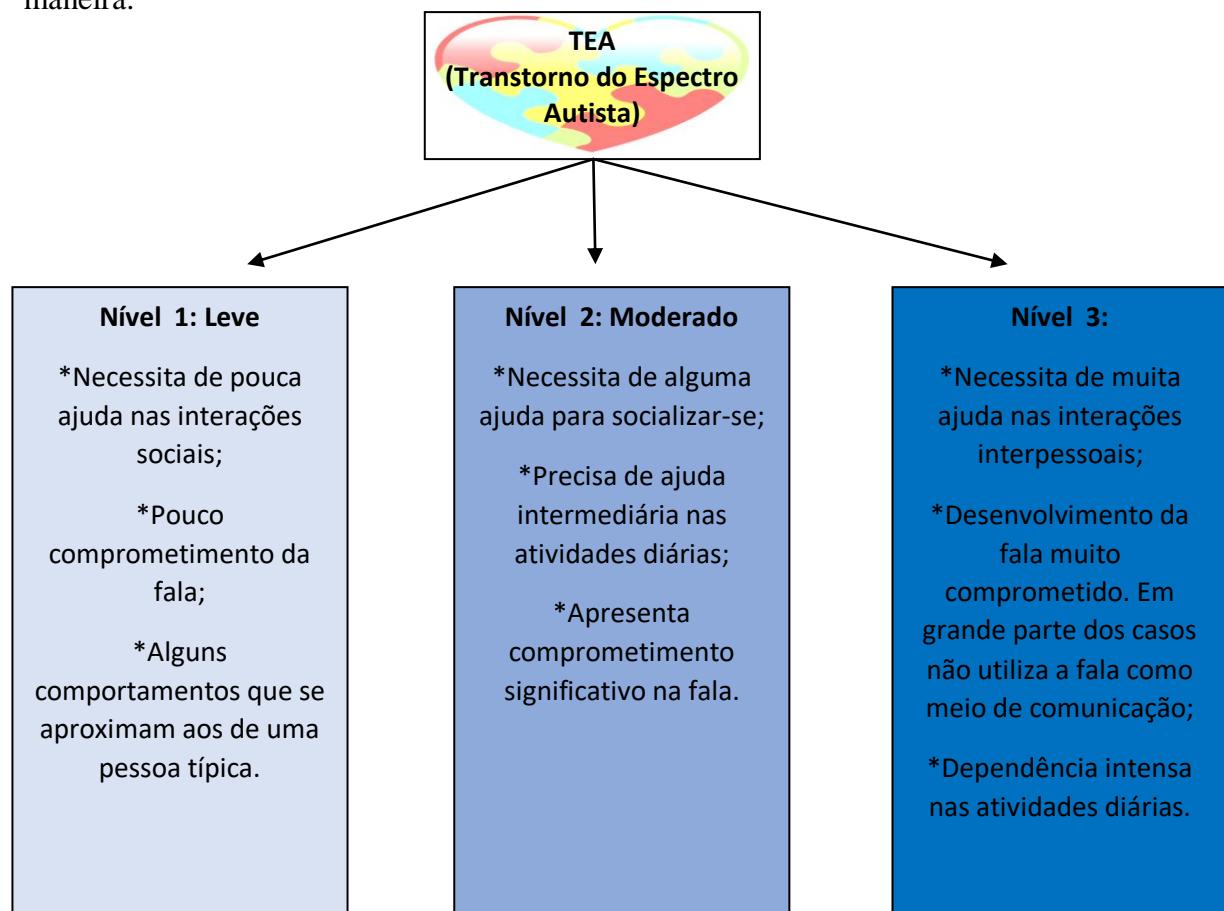 maneira.
TEA
(Transtorno do Espectro
Autista)
Nível  1: Leve
*Necessita de pouca
ajuda nas interações
sociais;
*Pouco
comprometimento da
fala;
*Alguns
comportamentos que se
aproximam aos de uma
pessoa típica.
Nível  2: Moderado
*Necessita de alguma
ajuda para socializar-se;
*Precisa de ajuda
intermediária nas
atividades diárias;
*Apresenta
comprometimento
significativo na fala.
Nível  3:
*Necessita de muita
ajuda nas interações
interpessoais;
*Desenvolvimento da
fala muito
comprometido. Em
grande parte dos casos
não utiliza a fala como
meio de comunicação;
*Dependência intensa
nas atividades diárias.